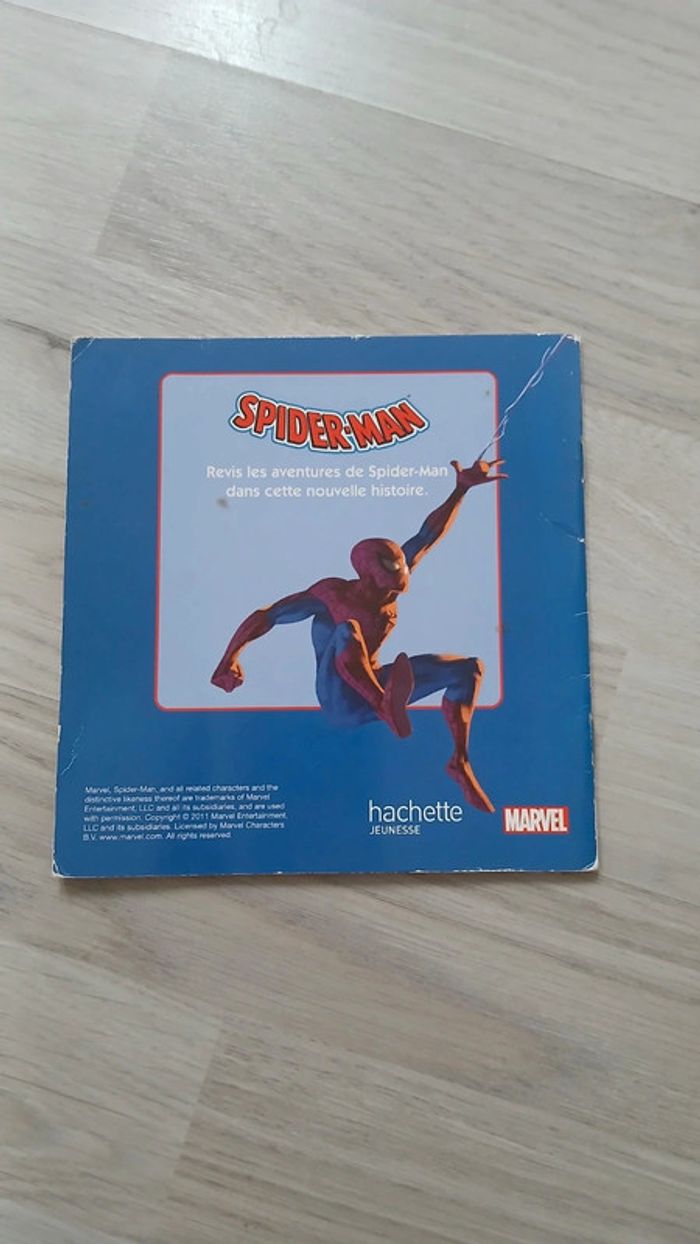 SPIDER-MAN
Revis les aventures de Spider-Man
dans cette nouvelle histoire.
Marvel, Spider-Man, and all related characters and the
distinctive likeness thereof are trademarks of Marvel
Entertainment, LLC and all its subsidiaries, and are used
with permission. Copyright © 2011 Marvel Entertainment,
LLC and its subsidiaries. Licensed by Marvel Characters
B.V. www.marvel.com. All rights reserved.
hachette
JEUNESSE
MARVEL